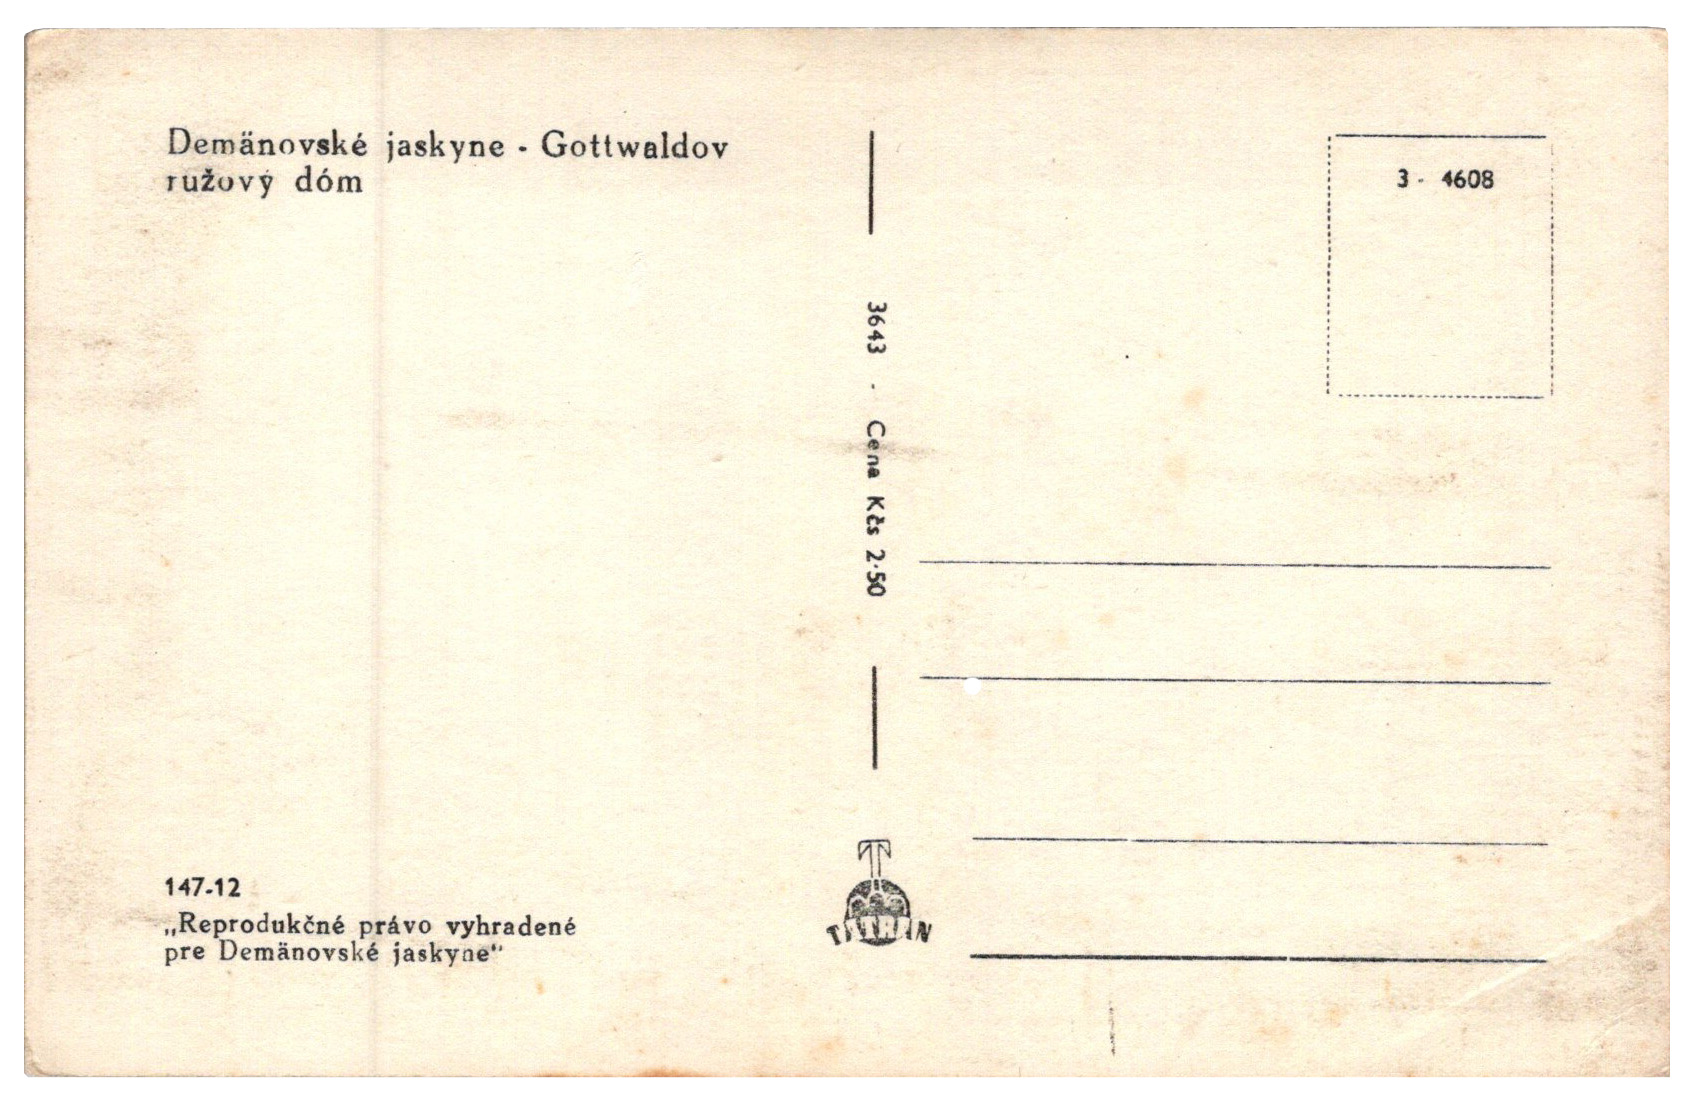 Demänovské jaskyne - Gottwaldov
ružový dóm
147-12
„Reprodukčné právo vyhradené
pre Demänovské jaskyne“
3643 - Cena Kčs 2·50
TATRAN
3 - 4608